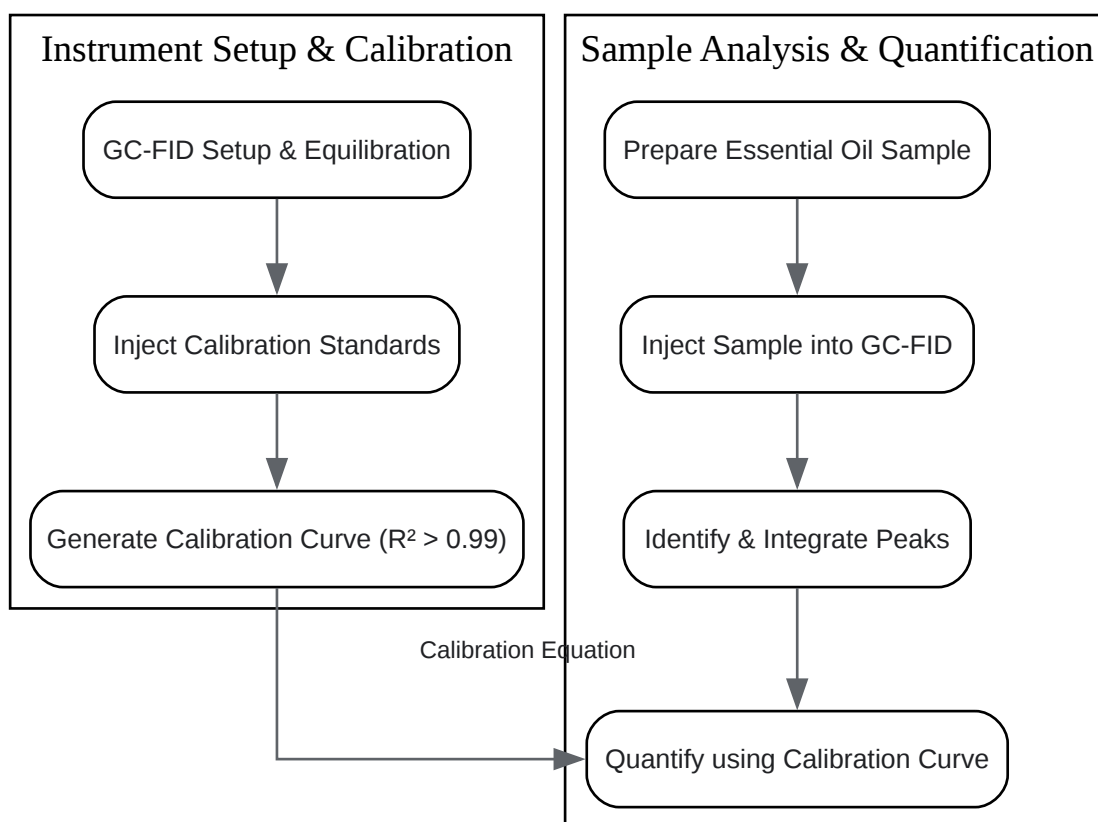 Instrument Setup & Calibration
GC-FID Setup & Equilibration
Inject Calibration Standards
Generate Calibration Curve (R² > 0.99)
Calibration Equation
Sample Analysis & Quantification
Prepare Essential Oil Sample
Inject Sample into GC-FID
Identify & Integrate Peaks
Quantify using Calibration Curve